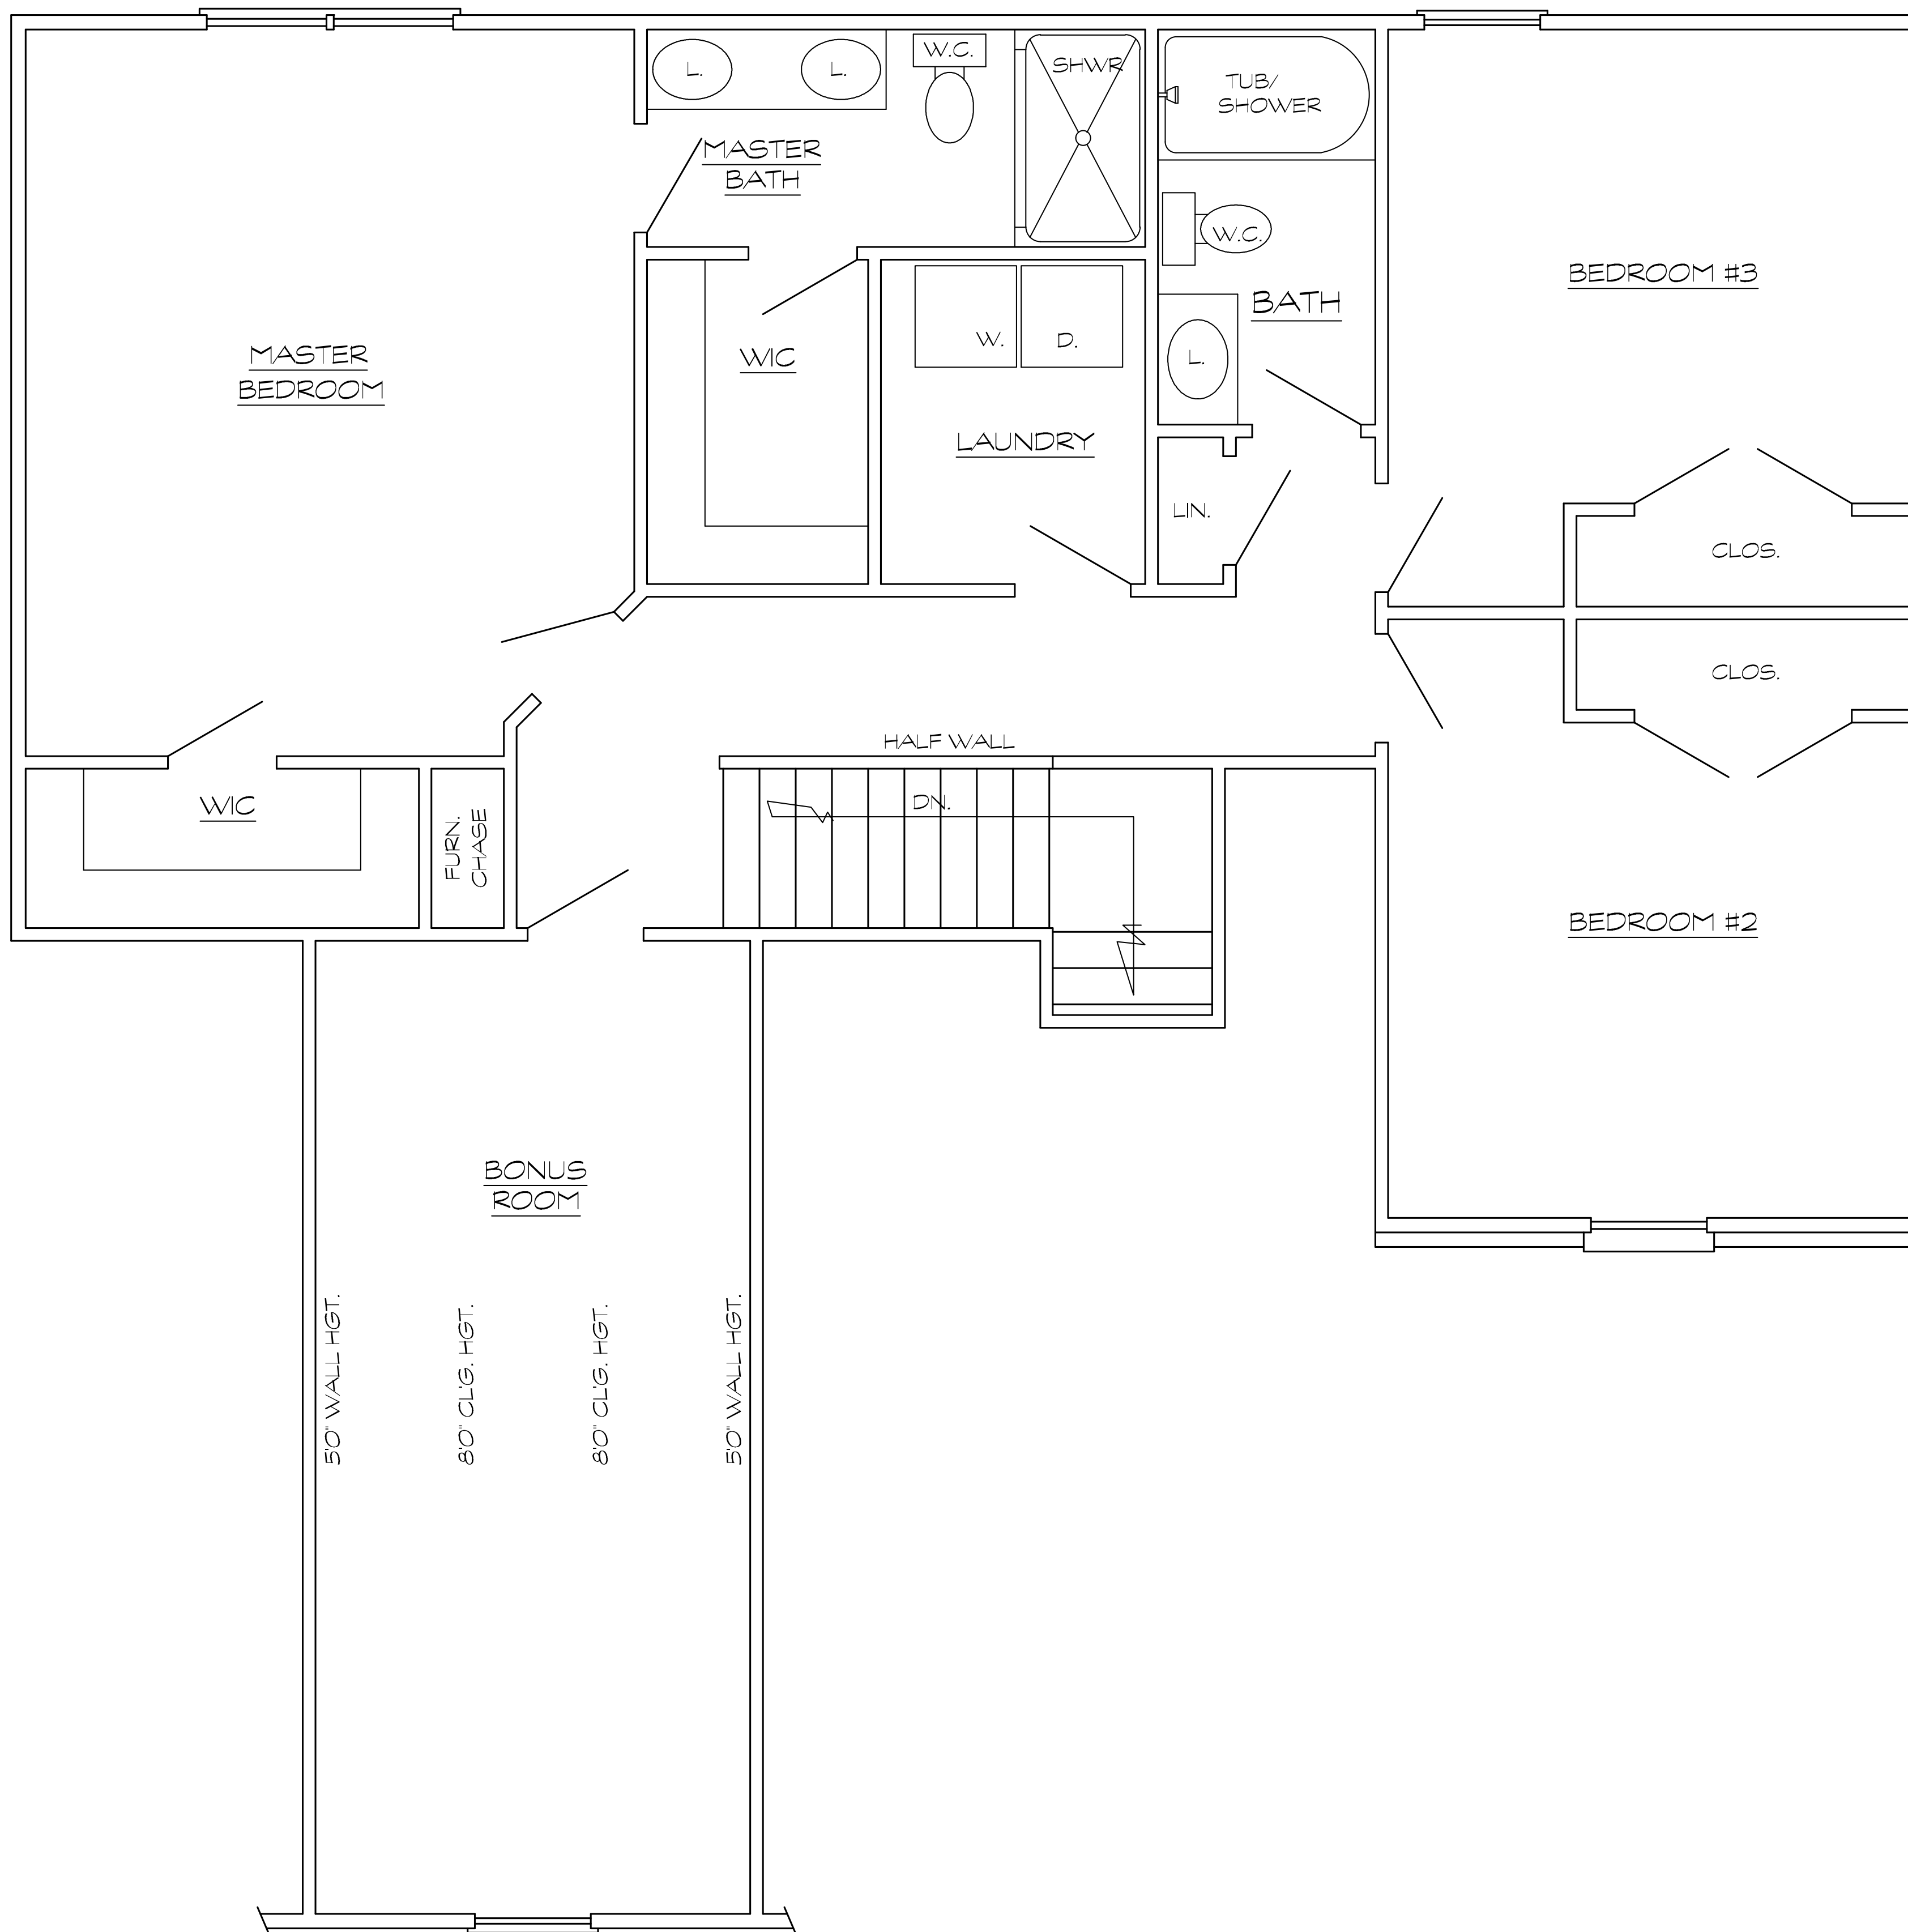 L.
L.
W.C.
SHWR
TUB/
SHOWER
MASTER
BATH
W.C.
BEDROOM #3
BATH
MASTER
BEDROOM
WIC
W.
D.
L.
LAUNDRY
LIN.
CLOS.
CLOS.
HALF WALL
WIC
DN.
FURN.
CHASE
BEDROOM #2
BONUS
ROOM
5'0" WALL HGT.
8'0" CL'G. HGT.
8'0" CL'G. HGT.
5'0" WALL HGT.